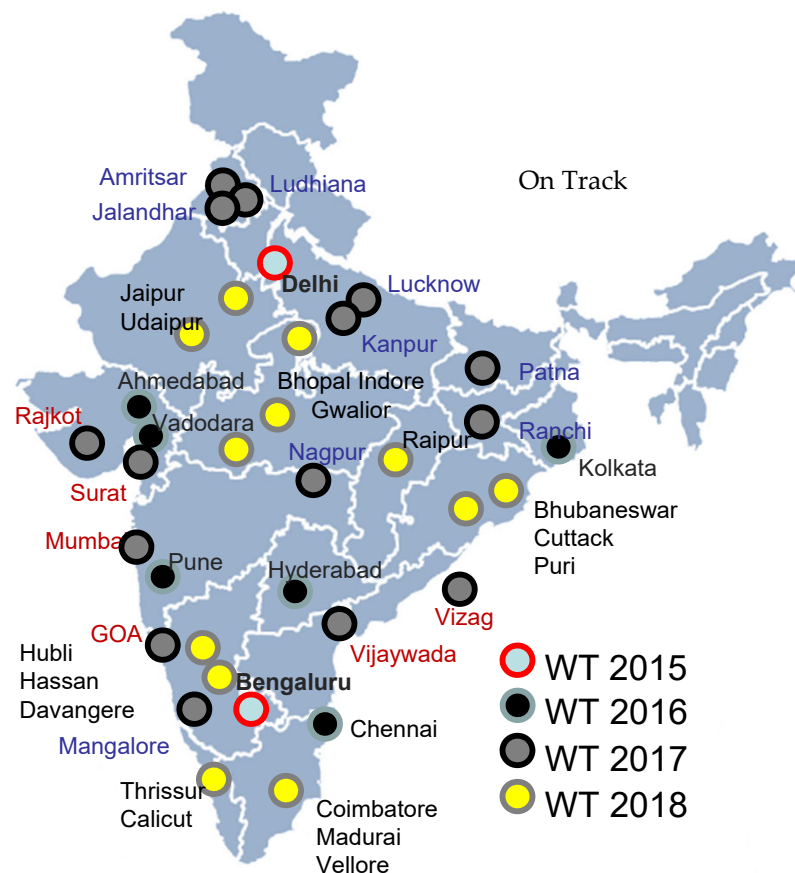 Amritsar
Ludhiana
On Track
Jalandhar
Delhi
Lucknow
Jaipur
Udaipur
Kanpur
Ahmedabad
Bhopal Indore
Gwalior
Patna
Rajkot
Vadodara
Nagpur
Raipur
Ranchi
Kolkata
Surat
Bhubaneswar
Cuttack
Puri
Mumba
Pune
Hyderabad
Vizag
GOA
Vijaywada
Hubli
Hassan
Davangere
Bengaluru
Mangalore
Chennai
Thrissur
Calicut
Coimbatore
Madurai
Vellore
WT 2015
WT 2016
WT 2017
WT 2018